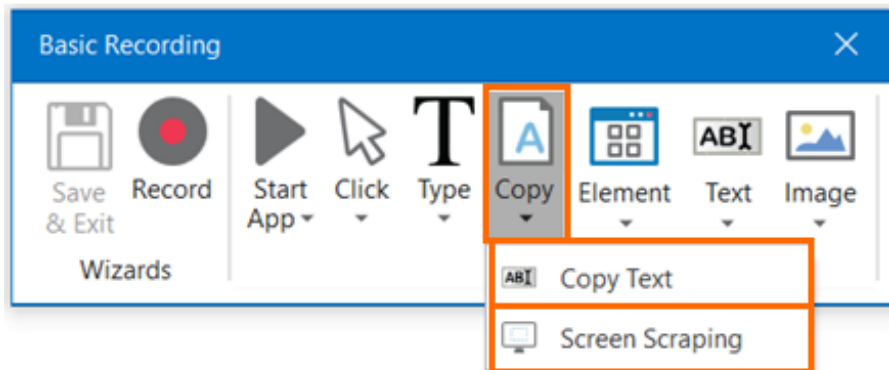 Basic Recording
Save
& Exit
Record
Wizards
Start
App
Click
T
Type
A
Copy
Element
ABI
Text
Image
ABI
Copy Text
Screen Scraping